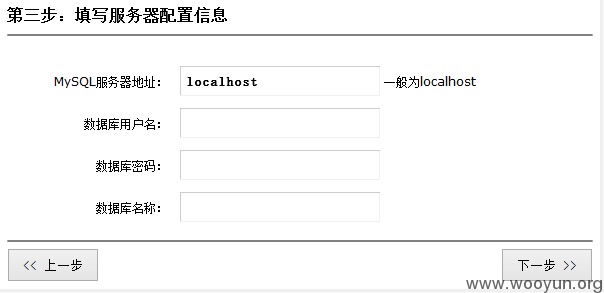 第三步：填写服务器配置信息
MySQL服务器地址： localhost 一般为localhost
数据库用户名：
数据库密码：
数据库名称：
<< 上一步 下一步 >>
www.wooyun.org